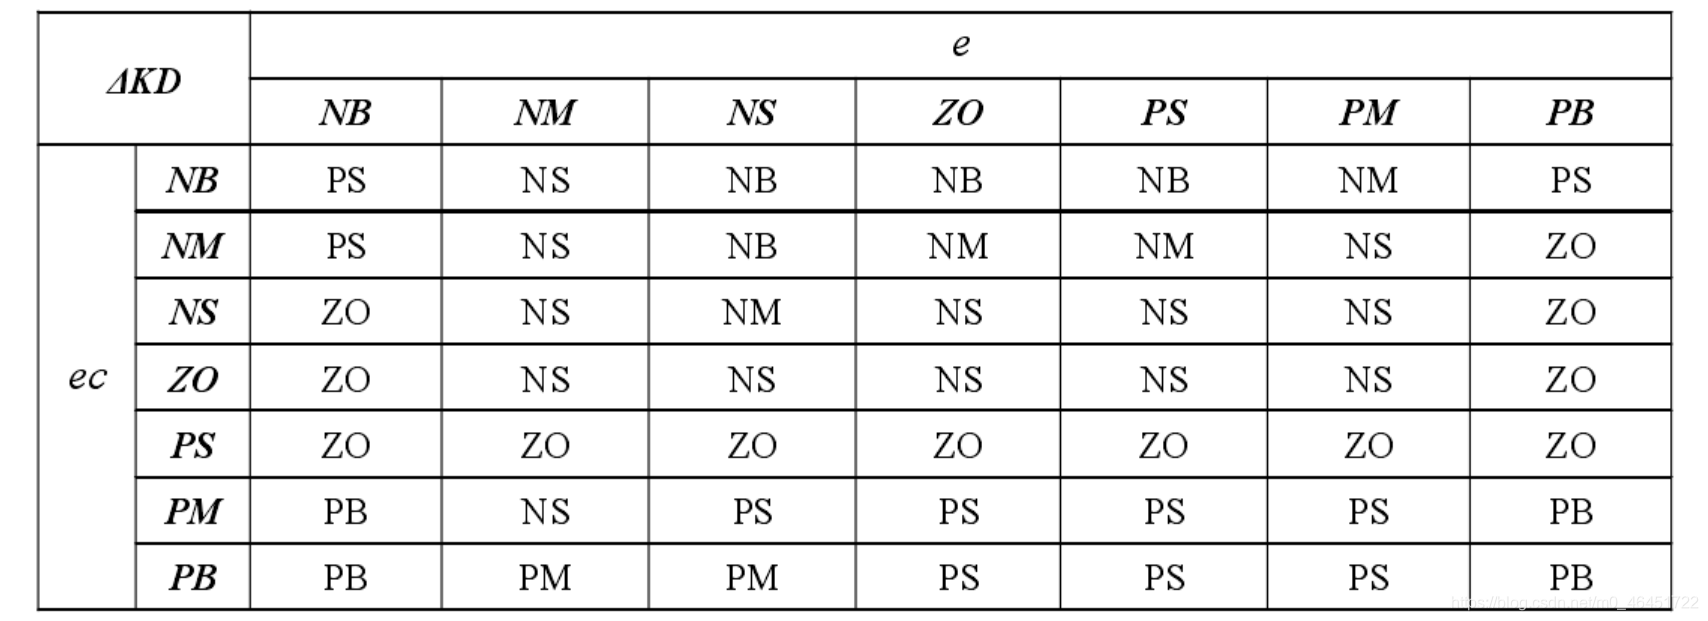 ΔKD e
NB NM NS ZO PS PM PB
ec
NB PS NS NB NB NB NM PS
NM PS NS NB NM NM NS ZO
NS ZO NS NM NS NS NS ZO
ZO ZO NS NS NS NS NS ZO
PS ZO ZO ZO ZO ZO ZO ZO
PM PB NS PS PS PS PS PB
PB PB PM PM PS PS PS PB
https://blog.csdn.net/m0_46451722